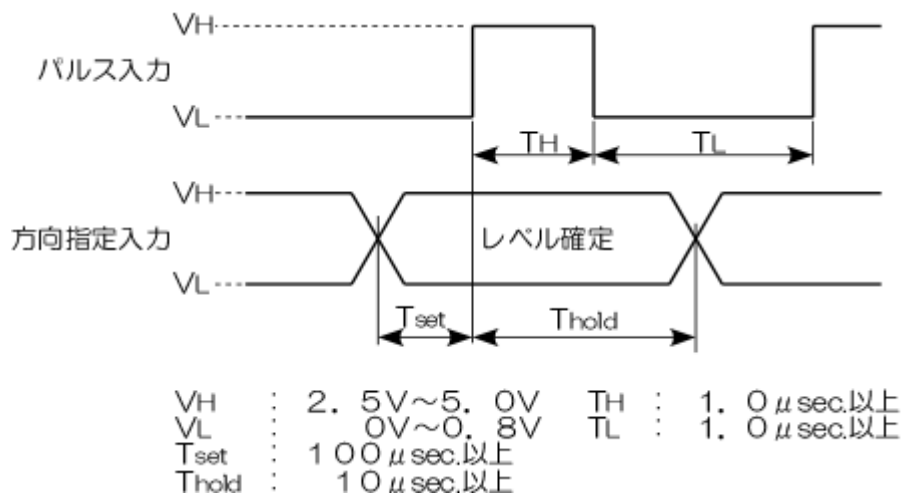 VH
パルス入力
VL
TH TL
VH
方向指定入力 レベル確定
VL
Tset Thold
VH : 2. 5V～5. 0V TH : 1. 0μsec.以上
VL : 0V～0. 8V TL : 1. 0μsec.以上
Tset : 100μsec.以上
Thold : 10μsec.以上